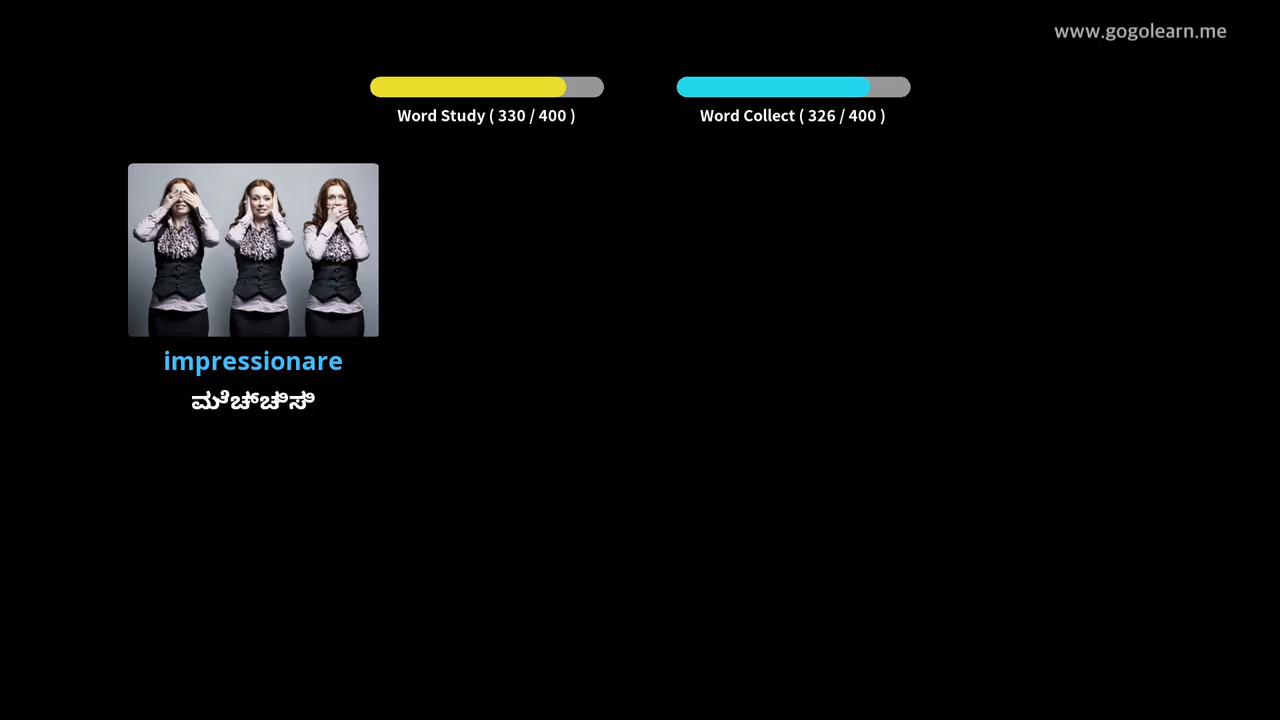 www.gogolearn.me
Word Study ( 330 / 400 )
Word Collect ( 326 / 400 )
impressionare
ಮೆಚ್ಚಿಸಿ